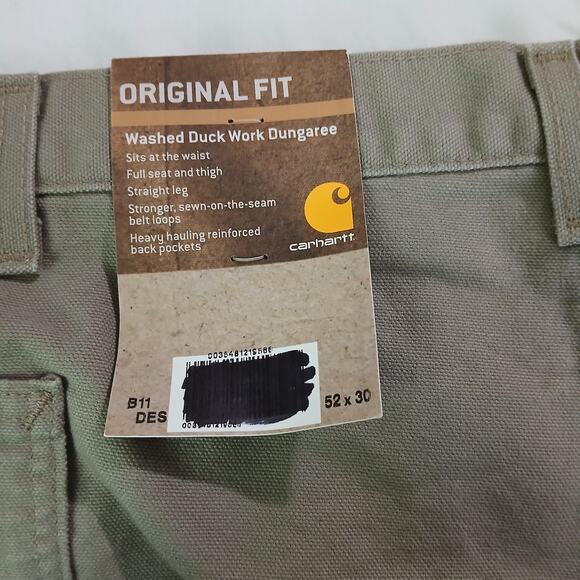 ORIGINAL FIT
Washed Duck Work Dungaree
Sits at the waist
Full seat and thigh
Straight leg
Stronger, sewn-on-the-seam
belt loops
Heavy hauling reinforced
back pockets
carhartt
B11
DES
52 x 30